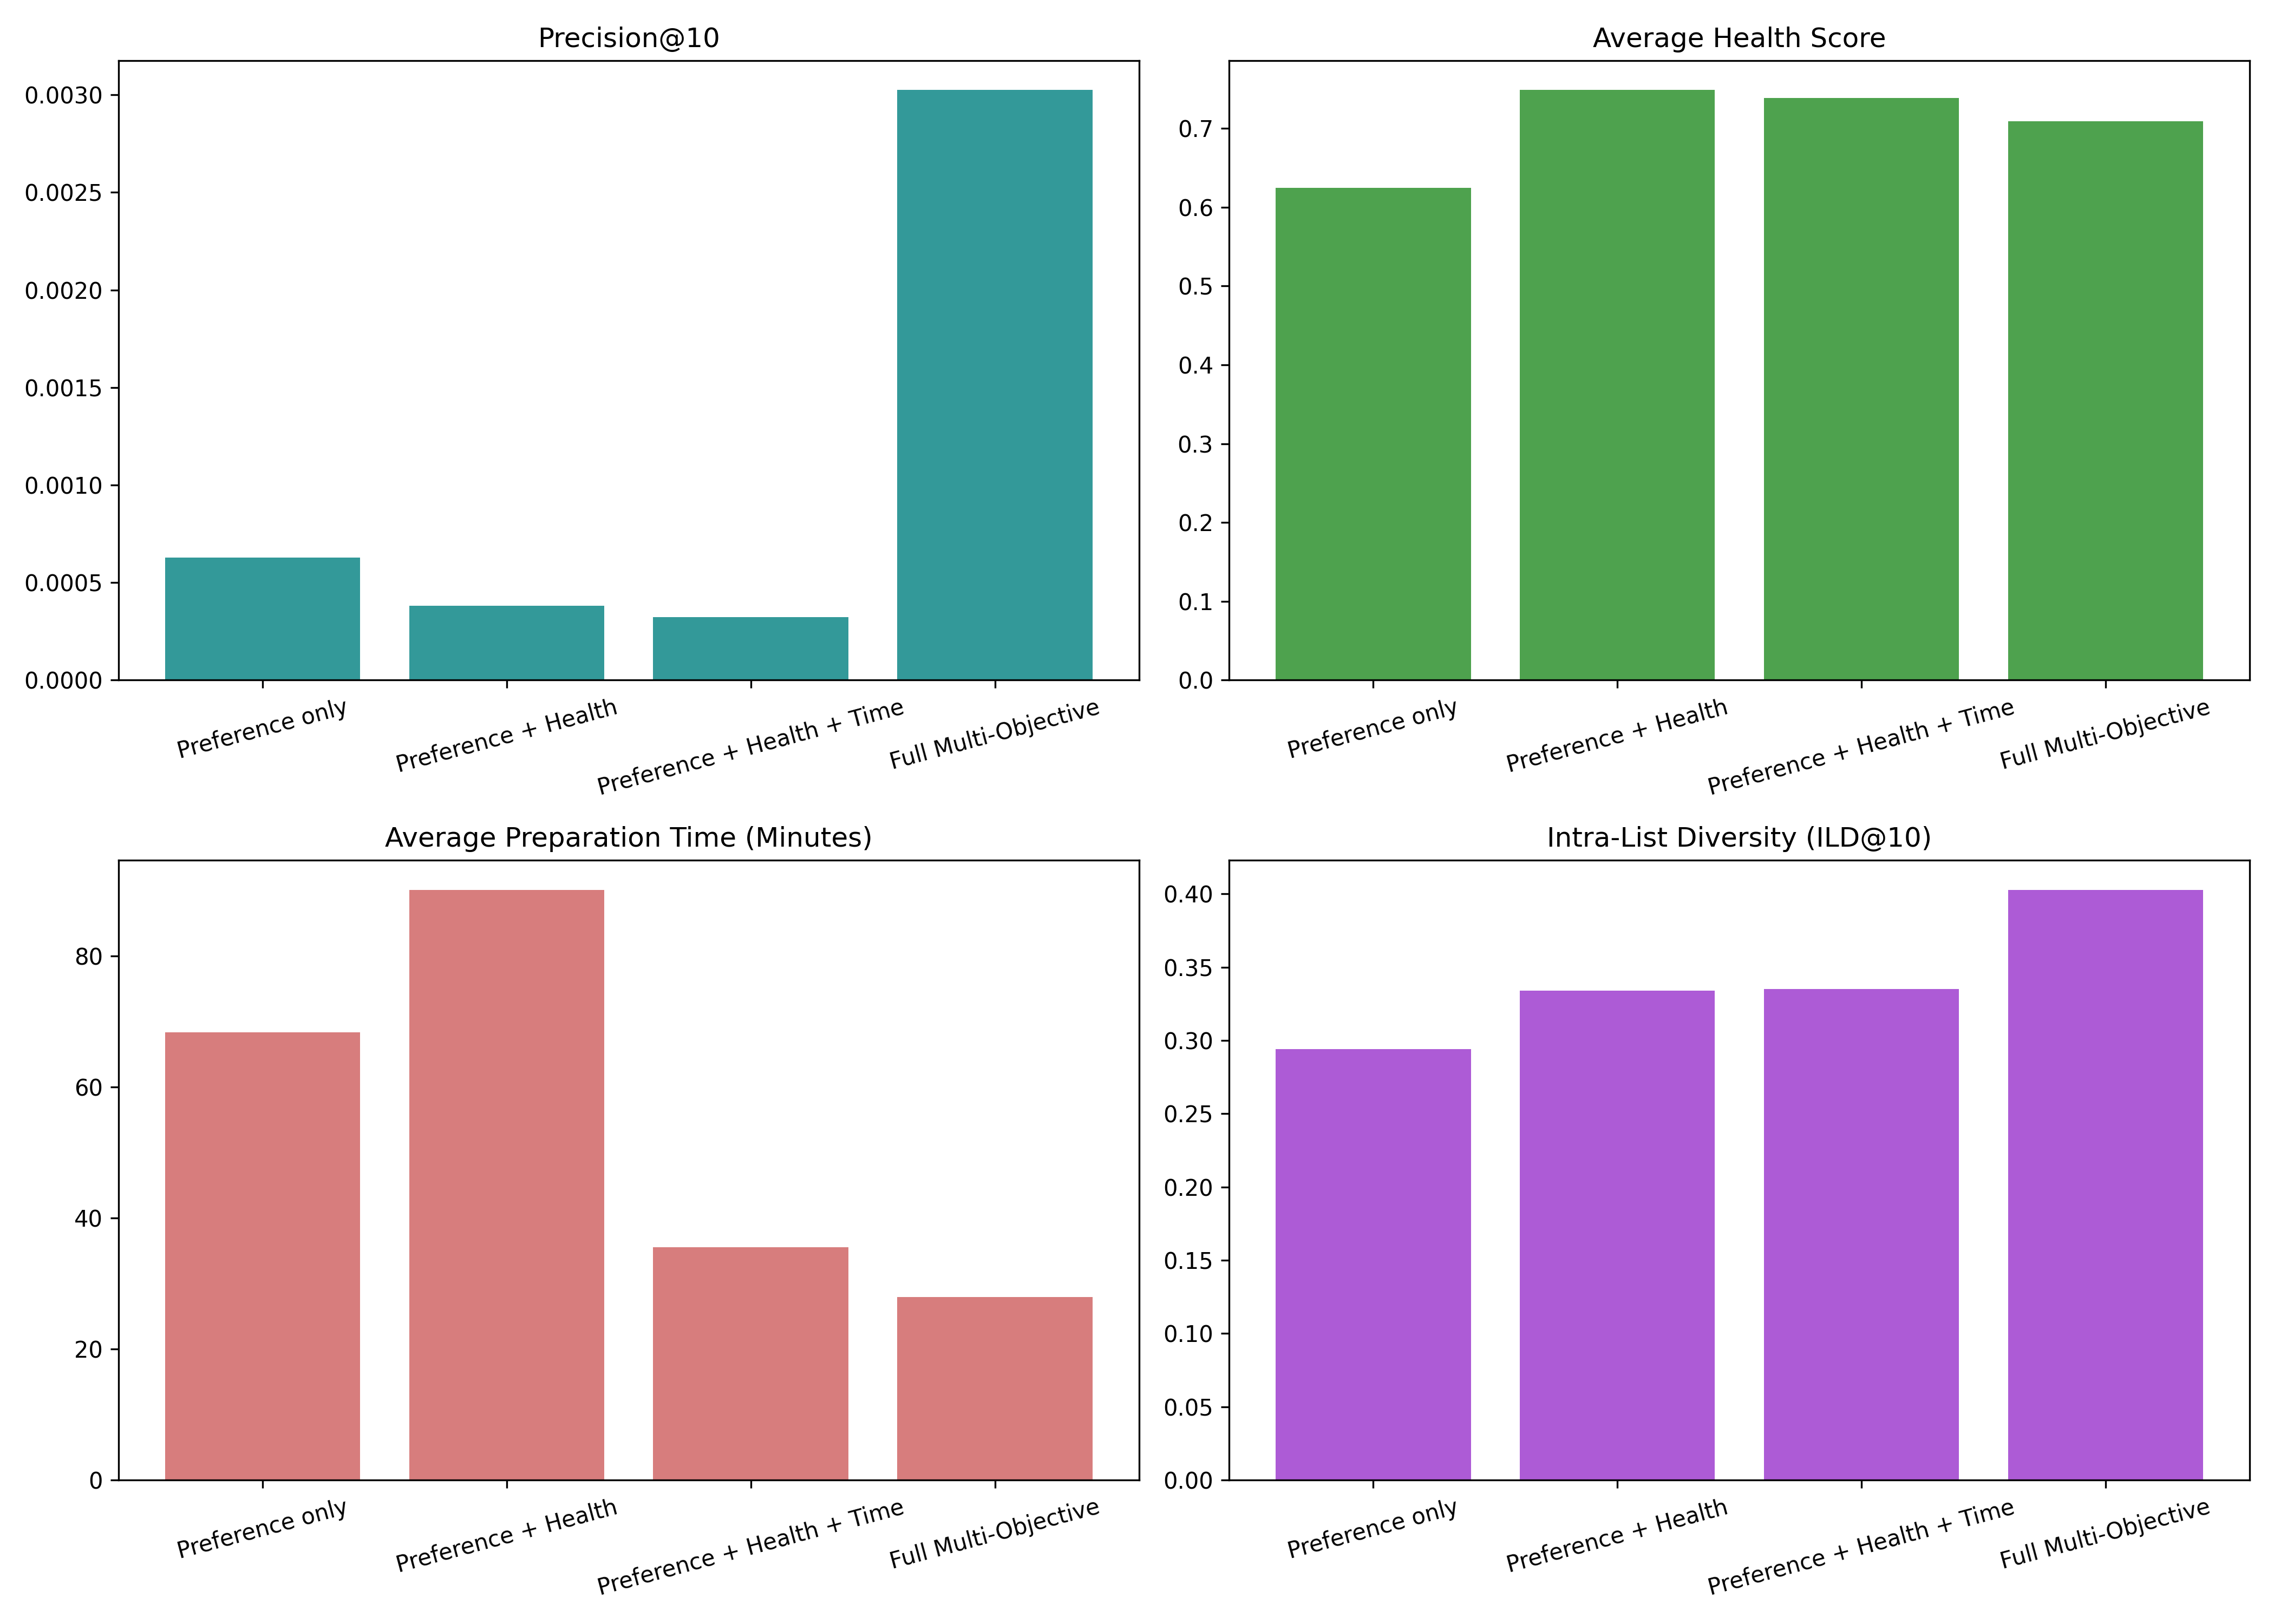 Precision@10
0.0030
0.0025
0.0020
0.0015
0.0010
0.0005
0.0000
Preference only
Preference + Health
Preference + Health + Time
Full Multi-Objective
Average Health Score
0.7
0.6
0.5
0.4
0.3
0.2
0.1
0.0
Preference only
Preference + Health
Preference + Health + Time
Full Multi-Objective
Average Preparation Time (Minutes)
80
60
40
20
0
Preference only
Preference + Health
Preference + Health + Time
Full Multi-Objective
Intra-List Diversity (ILD@10)
0.40
0.35
0.30
0.25
0.20
0.15
0.10
0.05
0.00
Preference only
Preference + Health
Preference + Health + Time
Full Multi-Objective